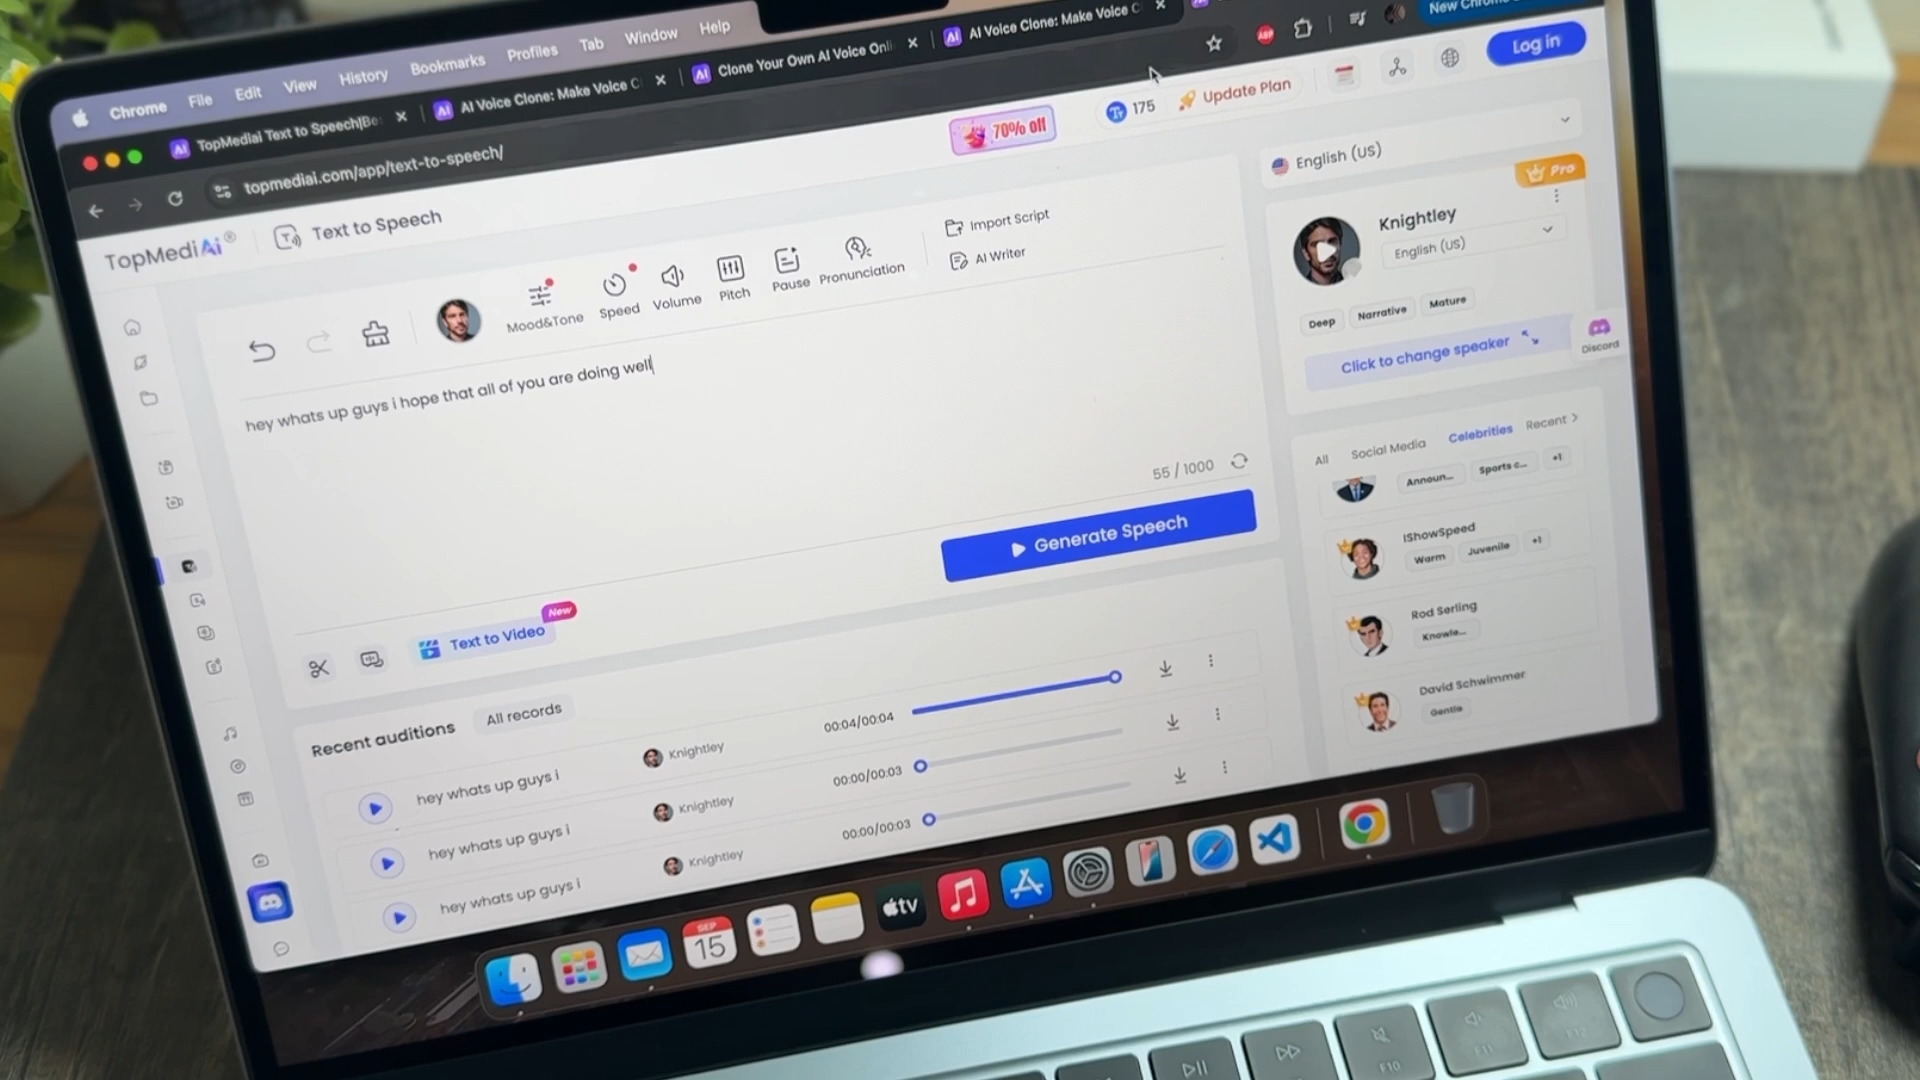 Chrome File Edit View History Bookmarks Profiles Tab Window Help
TopMediai Text to Speech|Be
AI Voice Clone: Make Voice C
Clone Your Own AI Voice Onli
AI Voice Clone: Make Voice C
topmediai.com/app/text-to-speech/
ABP
TopMediAi®
Text to Speech
70% off
175
Update Plan
Log in
Mood&Tone
Speed
Volume
Pitch
Pause
Pronunciation
Import Script
AI Writer
hey whats up guys i hope that all of you are doing well
55 / 1000
Generate Speech
Text to Video
New
English (US)
Pro
Knightley
English (US)
Deep
Narrative
Mature
Click to change speaker
Discord
All Social Media Celebrities Recent
Announ...
Sports c...
+1
IShowSpeed
Warm
Juvenile
+1
Rod Serling
Knowle...
David Schwimmer
Gentle
Recent auditions
All records
hey whats up guys i
Knightley
00:04/00:04
hey whats up guys i
Knightley
00:00/00:03
hey whats up guys i
Knightley
00:00/00:03
SEP
15
tv
F10
F11
F12